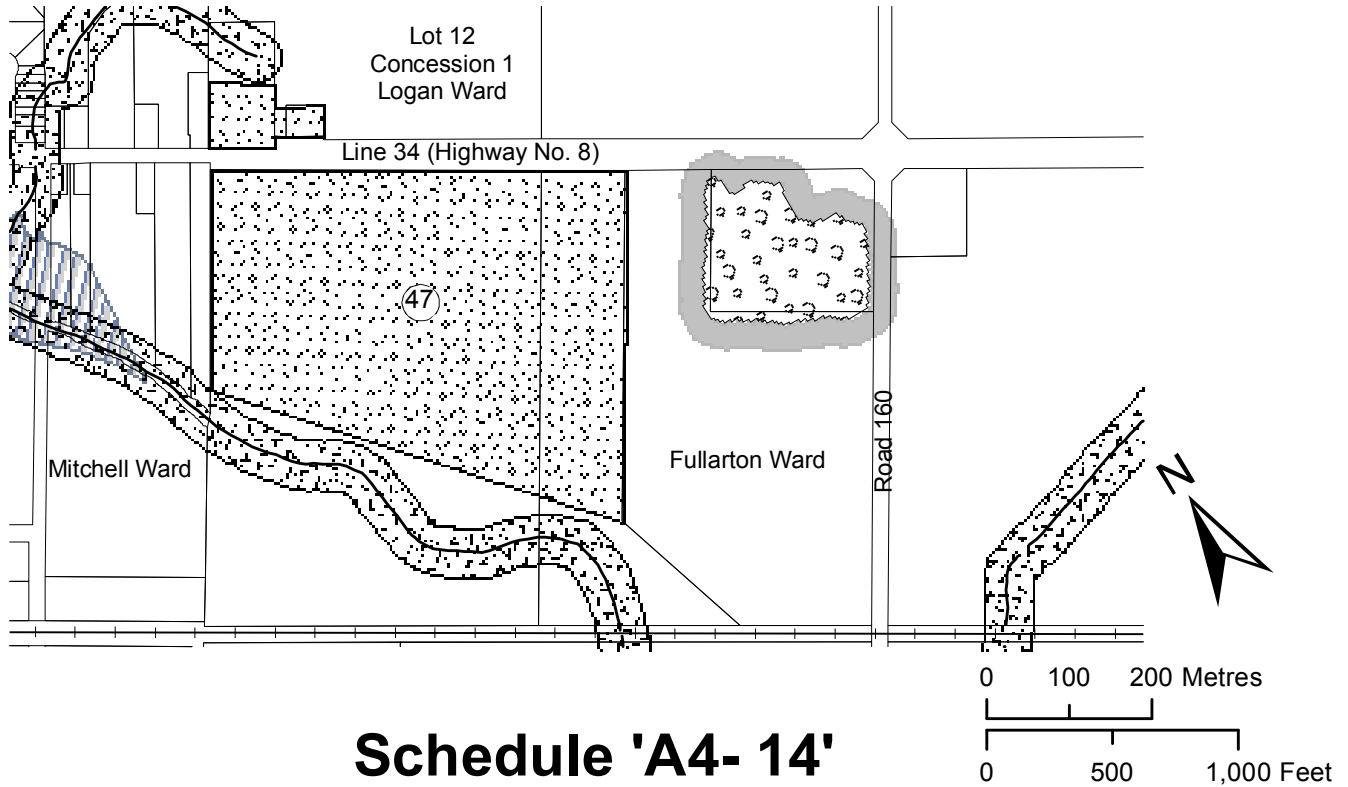 Lot 12
Concession 1
Logan Ward
Line 34 (Highway No. 8)
47
Mitchell Ward
Fullarton Ward
Road 160
N
0 100 200 Metres
0 500 1,000 Feet
Schedule 'A4- 14'